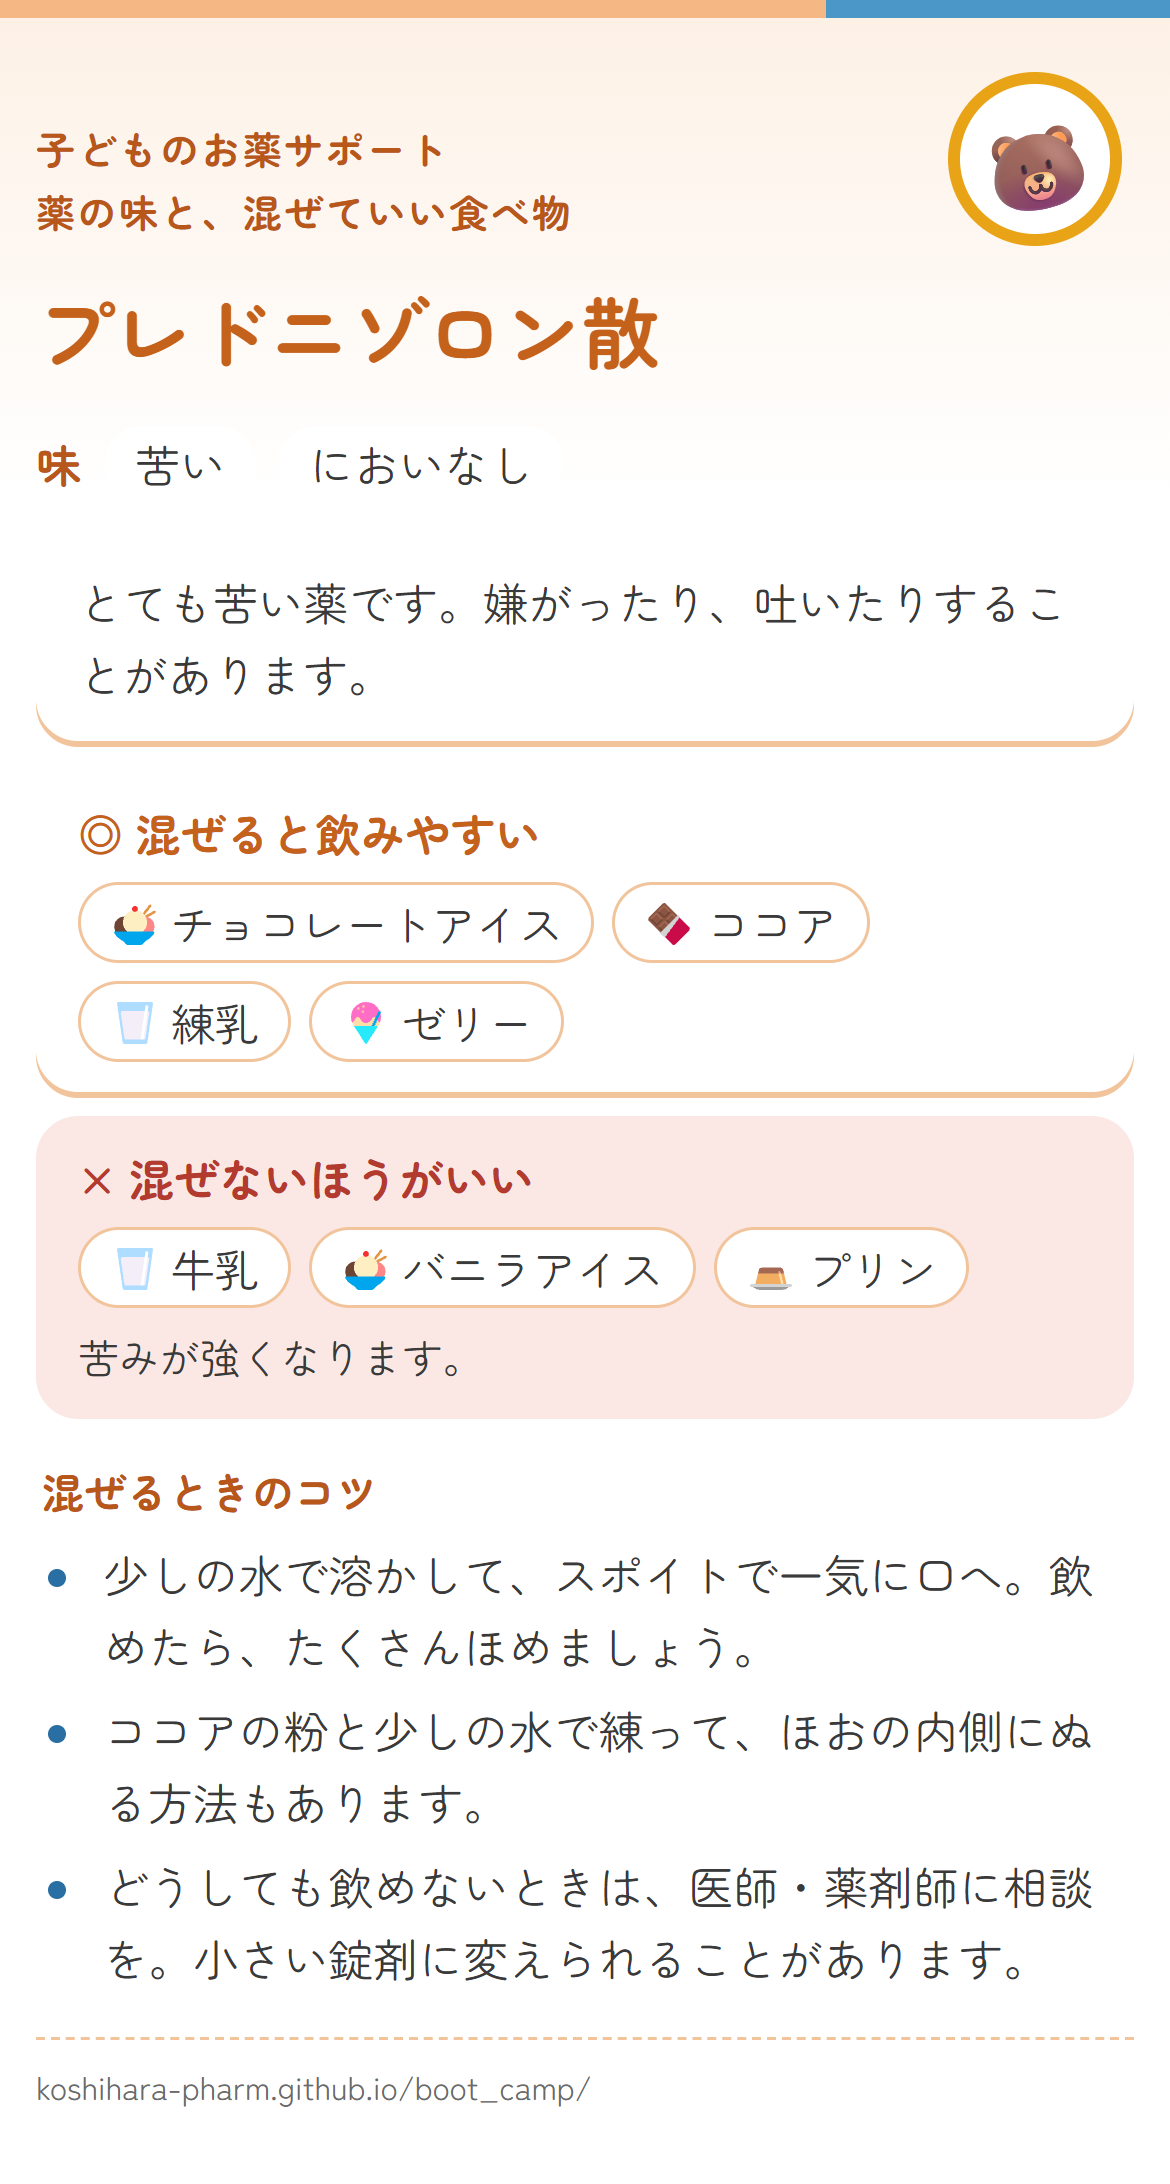 子どものお薬サポート
薬の味と、混ぜていい食べ物
プレドニゾロン散
味 苦い においなし
とても苦い薬です。嫌がったり、吐いたりするこ
とがあります。
◎ 混ぜると飲みやすい
チョコレートアイス ココア
練乳 ゼリー
× 混ぜないほうがいい
牛乳 バニラアイス プリン
苦みが強くなります。
混ぜるときのコツ
少しの水で溶かして、スポイトで一気に口へ。飲
めたら、たくさんほめましょう。
ココアの粉と少しの水で練って、ほおの内側にぬ
る方法もあります。
どうしても飲めないときは、医師・薬剤師に相談
を。小さい錠剤に変えられることがあります。
koshihara-pharm.github.io/boot_camp/